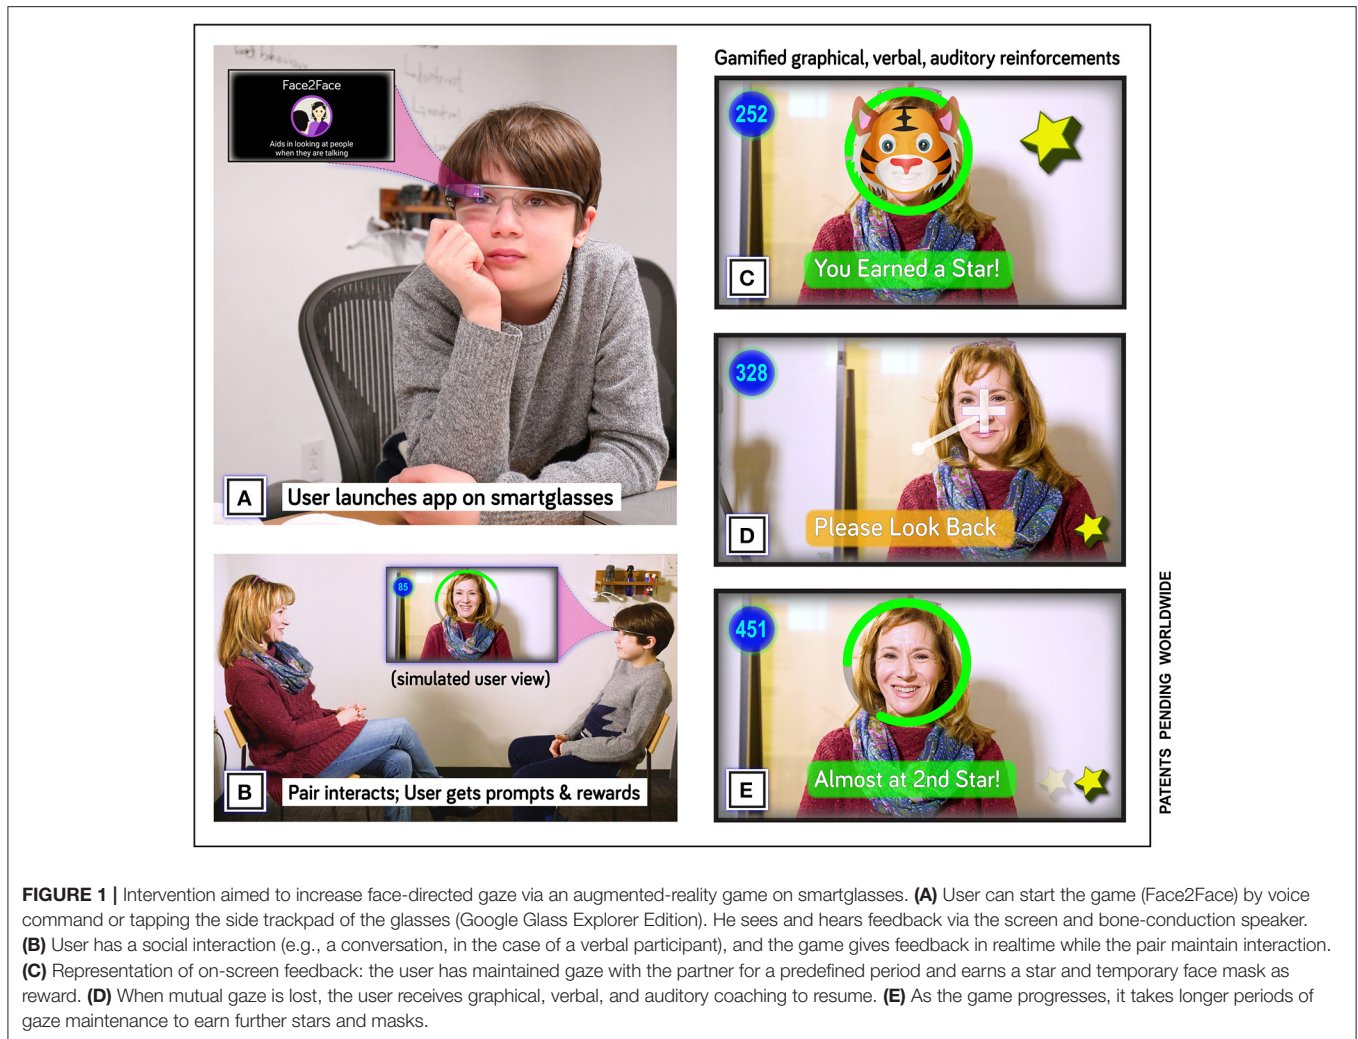 Face2Face
Aids in looking at people
when they are talking
A
User launches app on smartglasses
85
(simulated user view)
B
Pair interacts; User gets prompts & rewards
Gamified graphical, verbal, auditory reinforcements
252
You Earned a Star!
C
328
Please Look Back
D
451
Almost at 2nd Star!
E
PATENTS PENDING WORLDWIDE
FIGURE 1 | Intervention aimed to increase face-directed gaze via an augmented-reality game on smartglasses. (A) User can start the game (Face2Face) by voice
command or tapping the side trackpad of the glasses (Google Glass Explorer Edition). He sees and hears feedback via the screen and bone-conduction speaker.
(B) User has a social interaction (e.g., a conversation, in the case of a verbal participant), and the game gives feedback in realtime while the pair maintain interaction.
(C) Representation of on-screen feedback: the user has maintained gaze with the partner for a predefined period and earns a star and temporary face mask as
reward. (D) When mutual gaze is lost, the user receives graphical, verbal, and auditory coaching to resume. (E) As the game progresses, it takes longer periods of
gaze maintenance to earn further stars and masks.